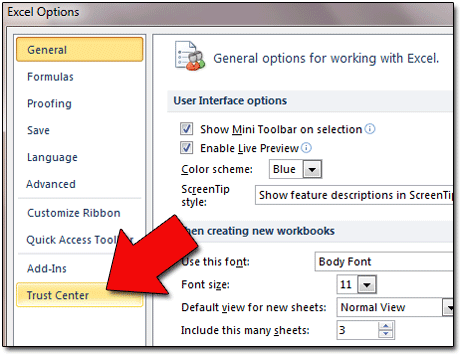 Excel Options
General
Formulas
Proofing
Save
Language
Advanced
Customize Ribbon
Quick Access
Add-Ins
Trust Center
General options for working with Excel.
User Interface options
Show Mini Toolbar on selection
Enable Live Preview
Color scheme: Blue
ScreenTip style: Show feature descriptions in
creating new workbooks
Use this font: Body Font
Font size: 11
Default view for new sheets: Normal View
Include this many sheets: 3